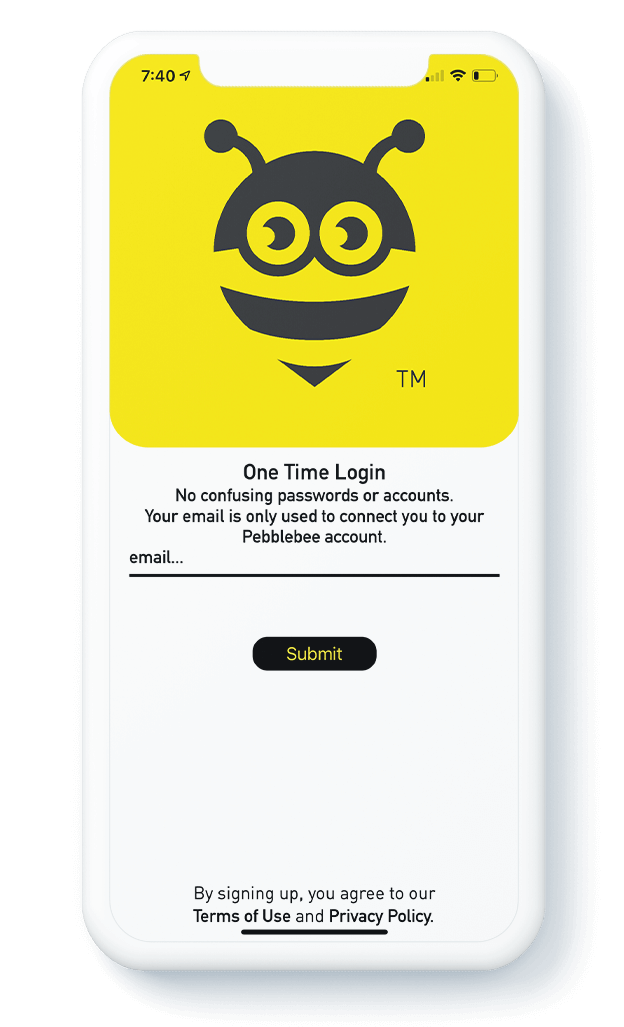 7:40
TM
One Time Login
No confusing passwords or accounts.
Your email is only used to connect you to your
Pebblebee account.
email...
Submit
By signing up, you agree to our
Terms of Use and Privacy Policy.